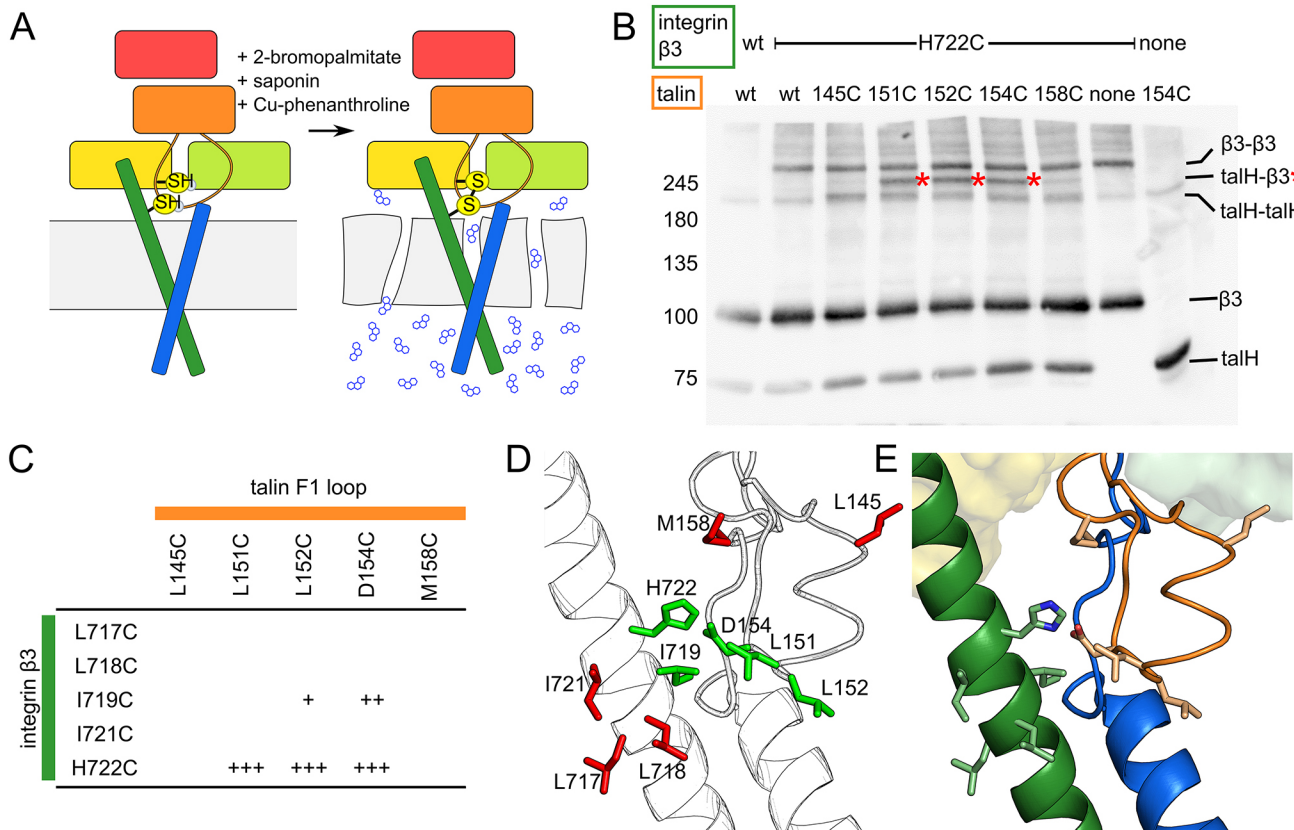 A
+ 2-bromopalmitate
+ saponin
+ Cu-phenanthroline
SH
SH
S
S
B
integrin
β3
wt
H722C
none
talin
wt wt 145C 151C 152C 154C 158C none 154C
245
180
135
100
75
* * *
β3-β3
talH-β3*
talH-talH
β3
talH
C
talin F1 loop
L145C L151C L152C D154C M158C
integrin β3
L717C
L718C
I719C + ++
I721C
H722C +++ +++ +++
D
M158
L145
H722
D154
L151
I719
I721
L152
L717
L718
E